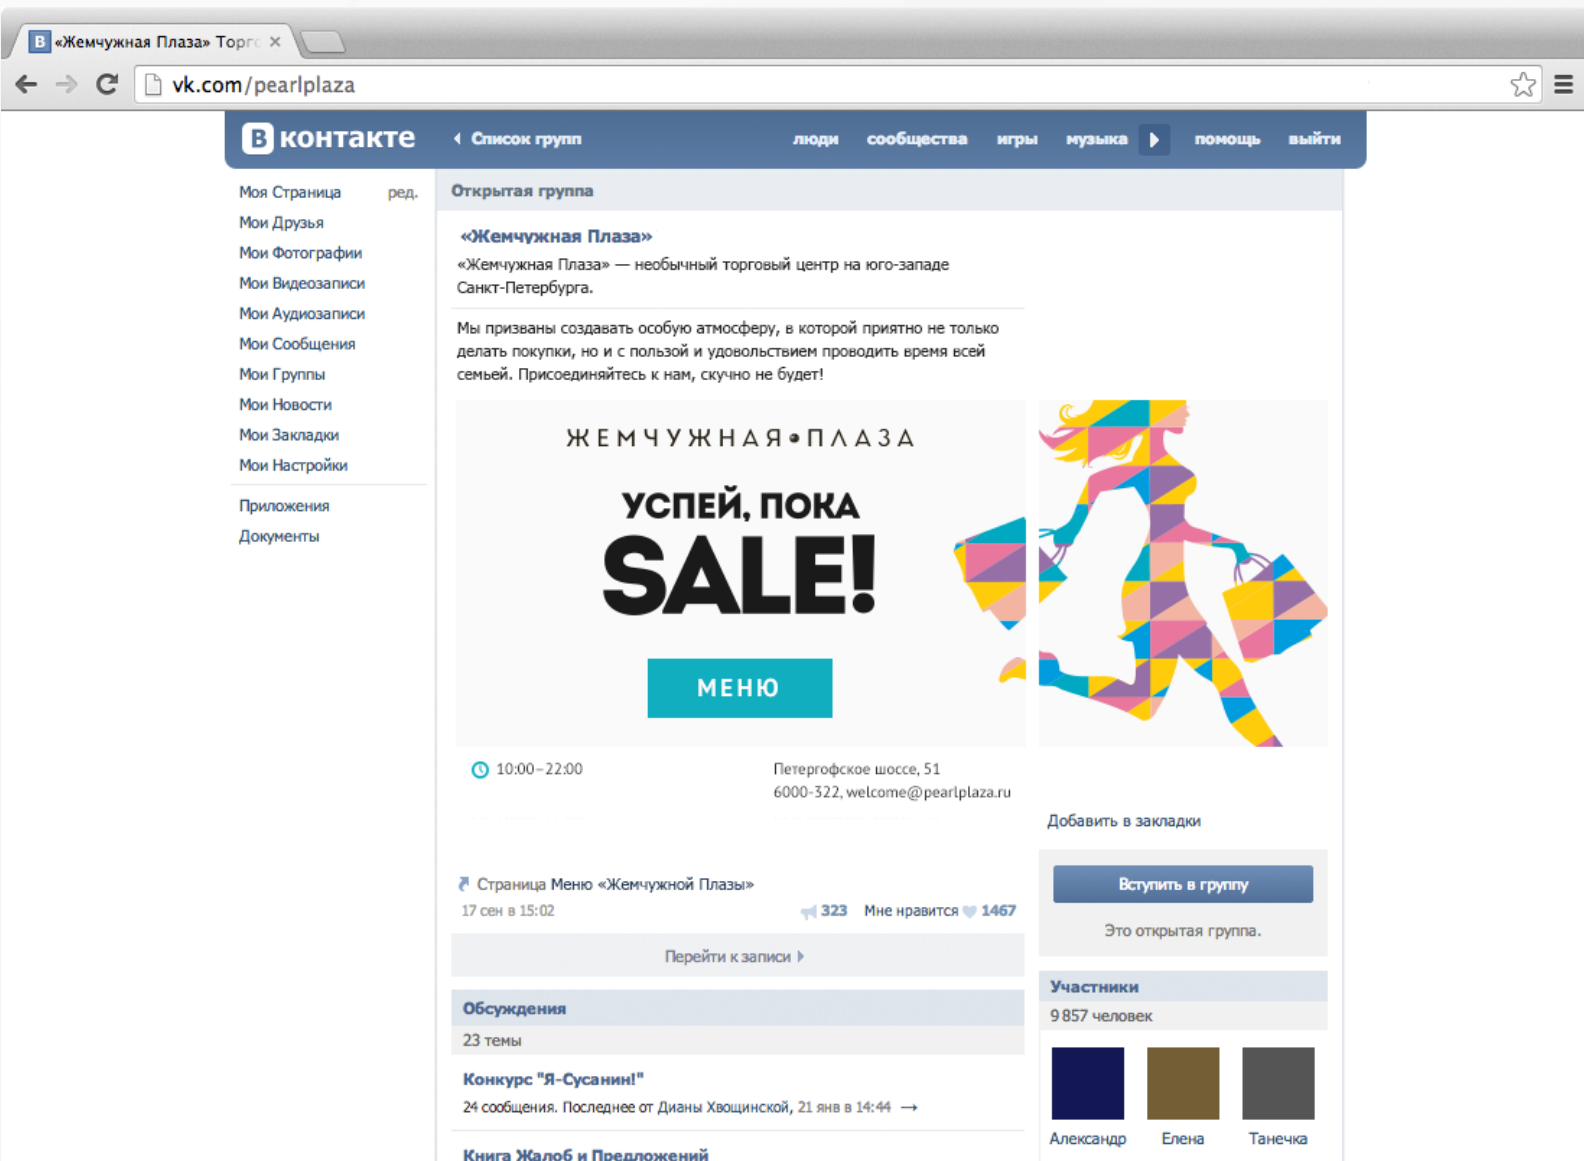 «Жемчужная Плаза» Торг
vk.com/pearlplaza
В контакте
Список групп
люди сообщества игры музыка помощь выйти
Моя Страница ред.
Мои Друзья
Мои Фотографии
Мои Видеозаписи
Мои Аудиозаписи
Мои Сообщения
Мои Группы
Мои Новости
Мои Закладки
Мои Настройки
Приложения
Документы
Открытая группа
«Жемчужная Плаза»
«Жемчужная Плаза» — необычный торговый центр на юго-западе
Санкт-Петербурга.
Мы призваны создавать особую атмосферу, в которой приятно не только
делать покупки, но и с пользой и удовольствием проводить время всей
семьей. Присоединяйтесь к нам, скучно не будет!
ЖЕМЧУЖНАЯ•ПЛАЗА
УСПЕЙ, ПОКА
SALE!
МЕНЮ
10:00–22:00
Петергофское шоссе, 51
6000-322, welcome@pearlplaza.ru
Страница Меню «Жемчужной Плазы»
17 сен в 15:02 323 Мне нравится 1467
Перейти к записи
Обсуждения
23 темы
Конкурс "Я-Сусанин!"
24 сообщения. Последнее от Дианы Хвощинской, 21 янв в 14:44 →
Книга Жалоб и Предложений
Добавить в закладки
Вступить в группу
Это открытая группа.
Участники
9 857 человек
Александр Елена Танечка